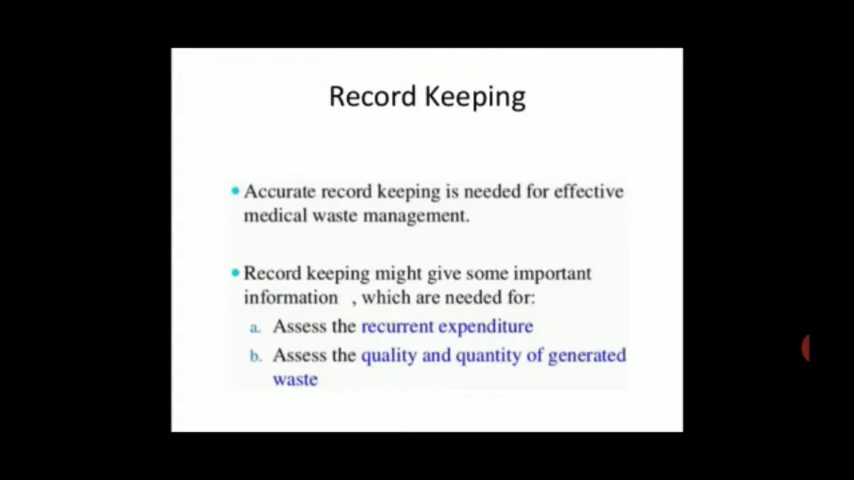 Record Keeping
• Accurate record keeping is needed for effective
medical waste management.
• Record keeping might give some important
information , which are needed for:
a. Assess the recurrent expenditure
b. Assess the quality and quantity of generated
waste